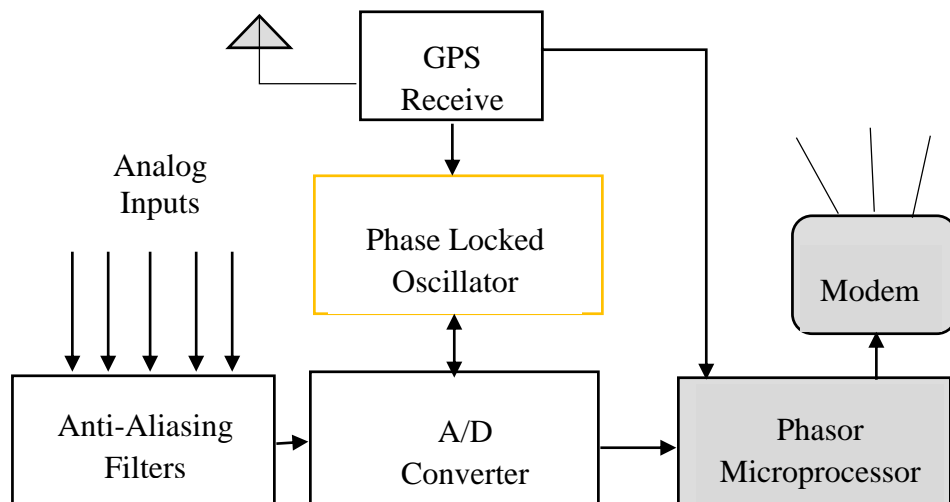 GPS
Receive
Analog
Inputs
Phase Locked
Oscillator
Modem
Anti-Aliasing
Filters
A/D
Converter
Phasor
Microprocessor